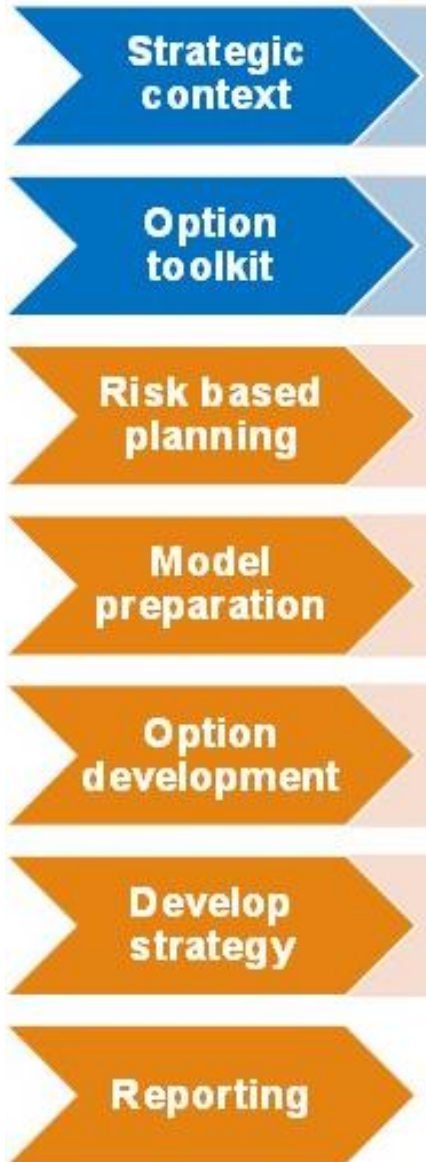 Strategic
context
Option
toolkit
Risk based
planning
Model
preparation
Option
development
Develop
strategy
Reporting